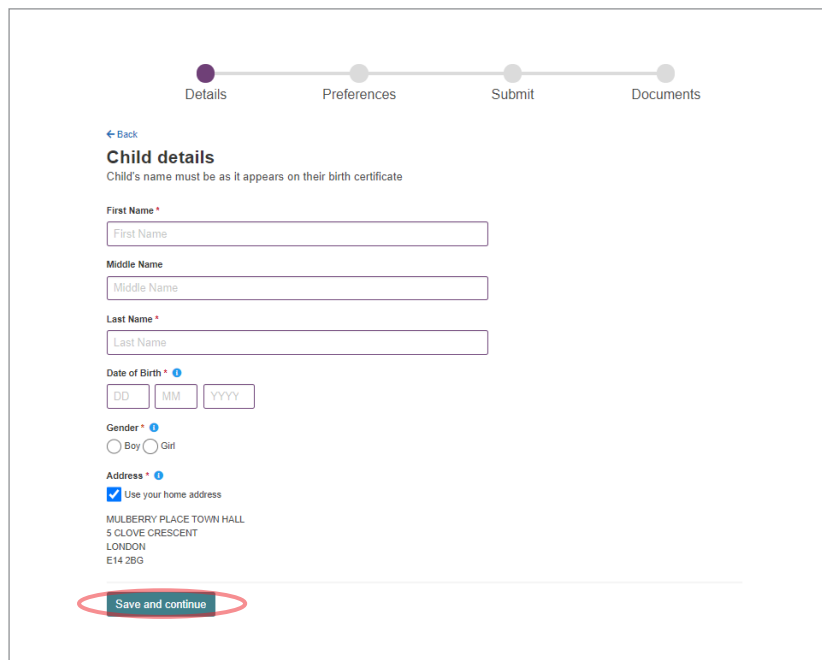 Details Preferences Submit Documents
← Back
Child details
Child's name must be as it appears on their birth certificate
First Name *
First Name
Middle Name
Middle Name
Last Name *
Last Name
Date of Birth * i
DD MM YYYY
Gender * i
Boy Girl
Address * i
Use your home address
MULBERRY PLACE TOWN HALL
5 CLOVE CRESCENT
LONDON
E14 2BG
Save and continue